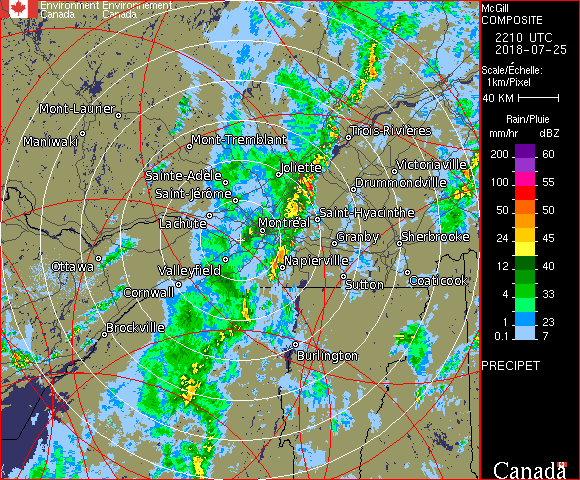 Environment Environnement
Canada Canada
McGill
COMPOSITE
2210 UTC
2018-07-25
Scale/Échelle:
1km/Pixel
40 KM
Rain/Pluie
mm/hr dBZ
200 60
100 55
50 50
24 45
12 40
4 33
1 23
0.1 7
PRECIPET
Mont-Laurier
Maniwaki
Mont-Tremblant
Trois-Rivières
Sainte-Adèle
Joliette
Victoriaville
Saint-Jérôme
Drummondville
Lachute
Montréal
Saint-Hyacinthe
Granby
Sherbrooke
Ottawa
Valleyfield
Napierville
Cornwall
Sutton
Coaticook
Brockville
Burlington
Canada